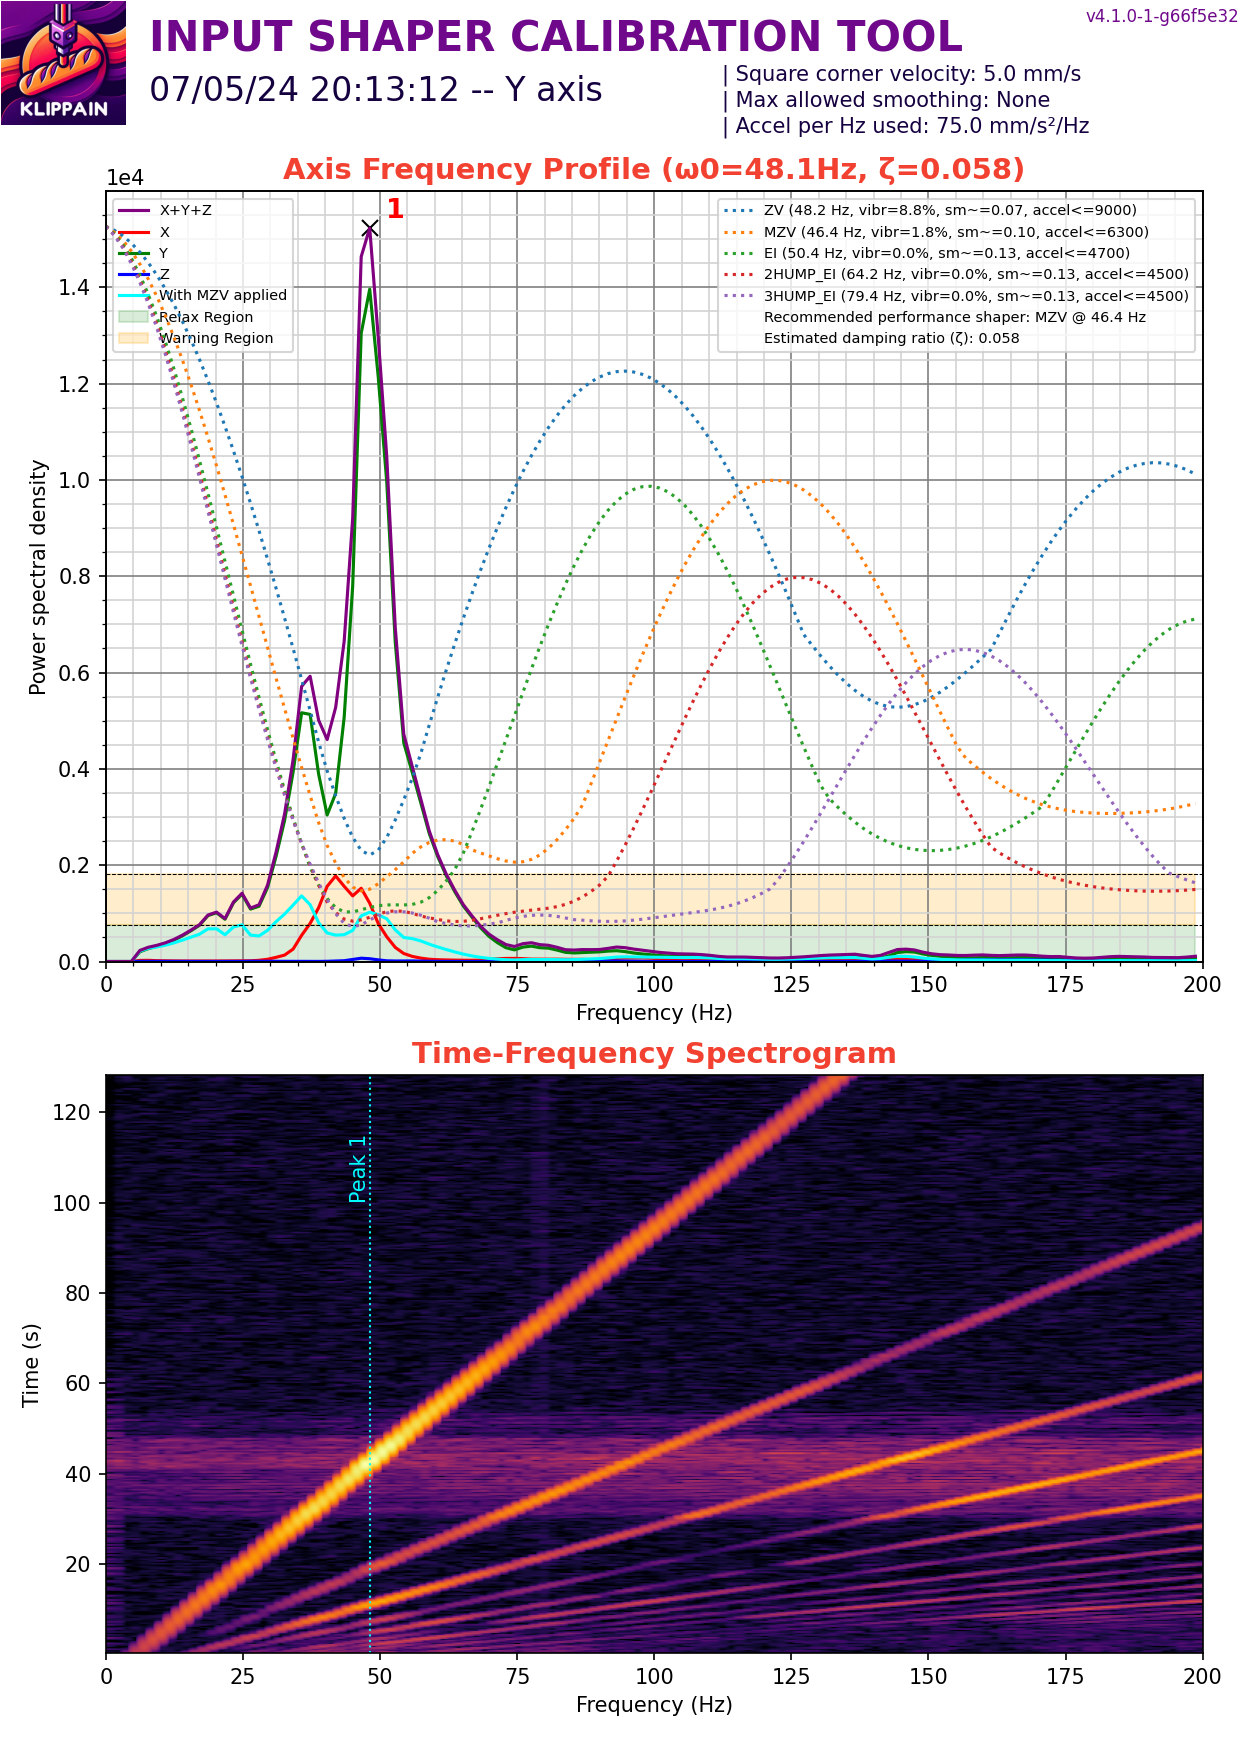 v4.1.0-1-g66f5e32
INPUT SHAPER CALIBRATION TOOL
07/05/24 20:13:12 -- Y axis
| Square corner velocity: 5.0 mm/s
| Max allowed smoothing: None
| Accel per Hz used: 75.0 mm/s²/Hz
KLIPPAIN
Axis Frequency Profile (ω0=48.1Hz, ζ=0.058)
1e4
1
X+Y+Z
X
Y
Z
With MZV applied
Relax Region
Warning Region
ZV (48.2 Hz, vibr=8.8%, sm~=0.07, accel<=9000)
MZV (46.4 Hz, vibr=1.8%, sm~=0.10, accel<=6300)
EI (50.4 Hz, vibr=0.0%, sm~=0.13, accel<=4700)
2HUMP_EI (64.2 Hz, vibr=0.0%, sm~=0.13, accel<=4500)
3HUMP_EI (79.4 Hz, vibr=0.0%, sm~=0.13, accel<=4500)
Recommended performance shaper: MZV @ 46.4 Hz
Estimated damping ratio (ζ): 0.058
Power spectral density
1.4
1.2
1.0
0.8
0.6
0.4
0.2
0.0
0 25 50 75 100 125 150 175 200
Frequency (Hz)
Time-Frequency Spectrogram
Peak 1
Time (s)
120
100
80
60
40
20
0 25 50 75 100 125 150 175 200
Frequency (Hz)